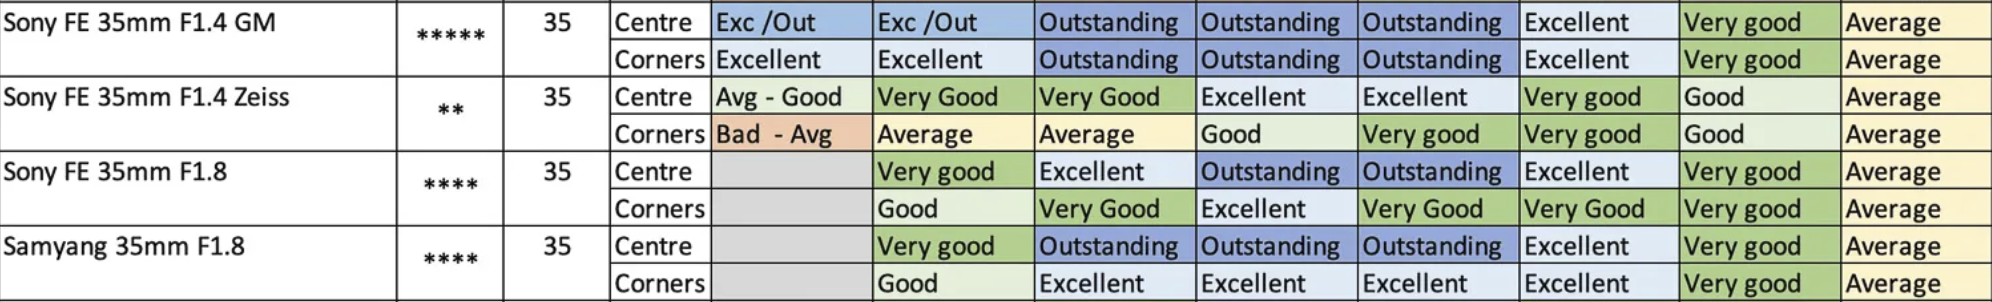 Sony FE 35mm F1.4 GM ***** 35 Centre Exc /Out Exc /Out Outstanding Outstanding Outstanding Excellent Very good Average
Corners Excellent Excellent Outstanding Outstanding Outstanding Excellent Very good Average
Sony FE 35mm F1.4 Zeiss ** 35 Centre Avg - Good Very Good Very Good Excellent Excellent Very good Good Average
Corners Bad - Avg Average Average Good Very good Very good Good Average
Sony FE 35mm F1.8 **** 35 Centre Very good Excellent Outstanding Outstanding Excellent Very good Average
Corners Good Very Good Excellent Very Good Very Good Very good Average
Samyang 35mm F1.8 **** 35 Centre Very good Outstanding Outstanding Outstanding Excellent Very good Average
Corners Good Excellent Excellent Excellent Excellent Very good Average